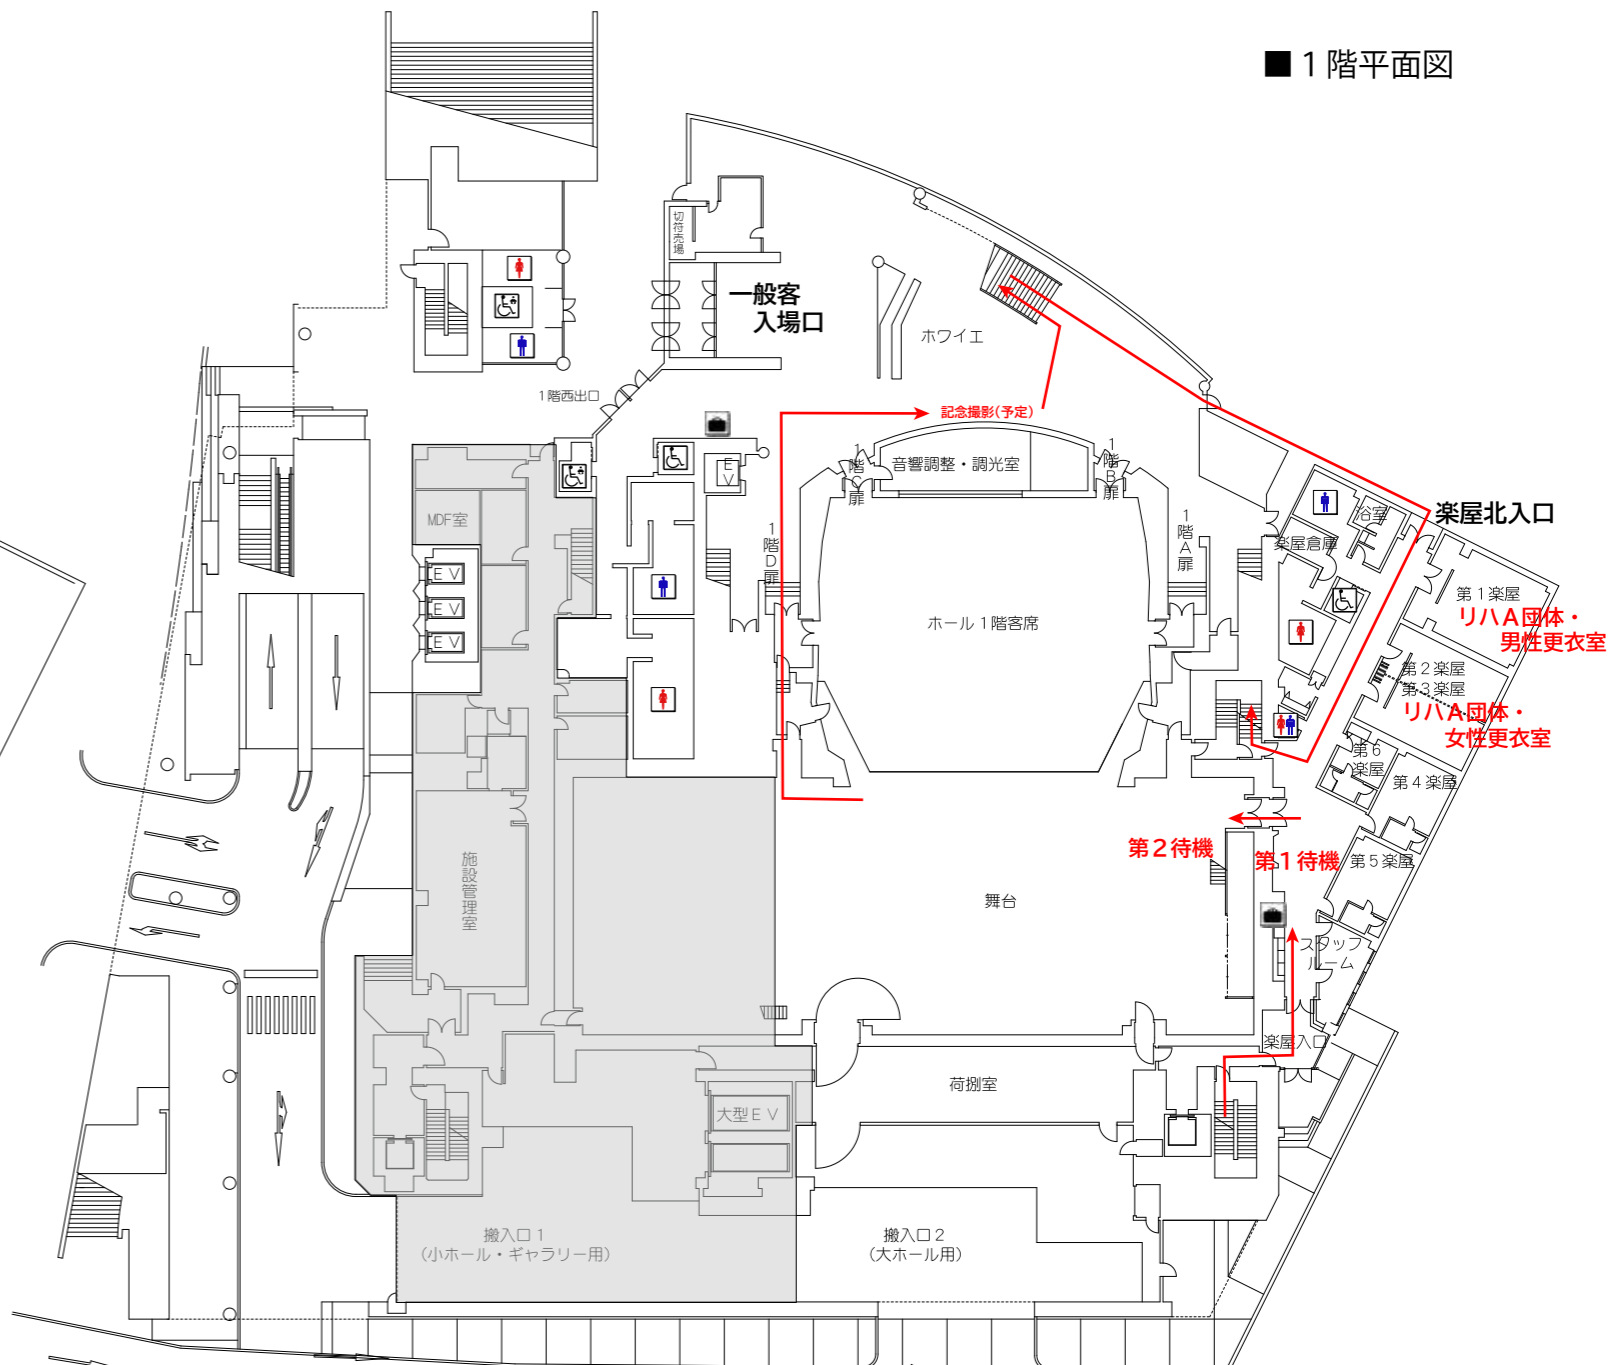 ■１階平面図
切符売場
一般客
入場口
ホワイエ
１階西出口
記念撮影(予定)
１階Ｃ扉
音響調整・調光室
１階Ｂ扉
ＥＶ
MDF室
１階Ｄ扉
１階Ａ扉
浴室
楽屋北入口
楽屋倉庫
ＥＶ
ＥＶ
ＥＶ
第１楽屋
リハＡ団体・
男性更衣室
ホール１階客席
第２楽屋
第３楽屋
リハＡ団体・
女性更衣室
第６
楽屋
第４楽屋
第２待機
第１待機
第５楽屋
施設管理室
舞台
スタッフ
ルーム
楽屋入口
荷捌室
大型ＥＶ
搬入口１
（小ホール・ギャラリー用）
搬入口２
（大ホール用）